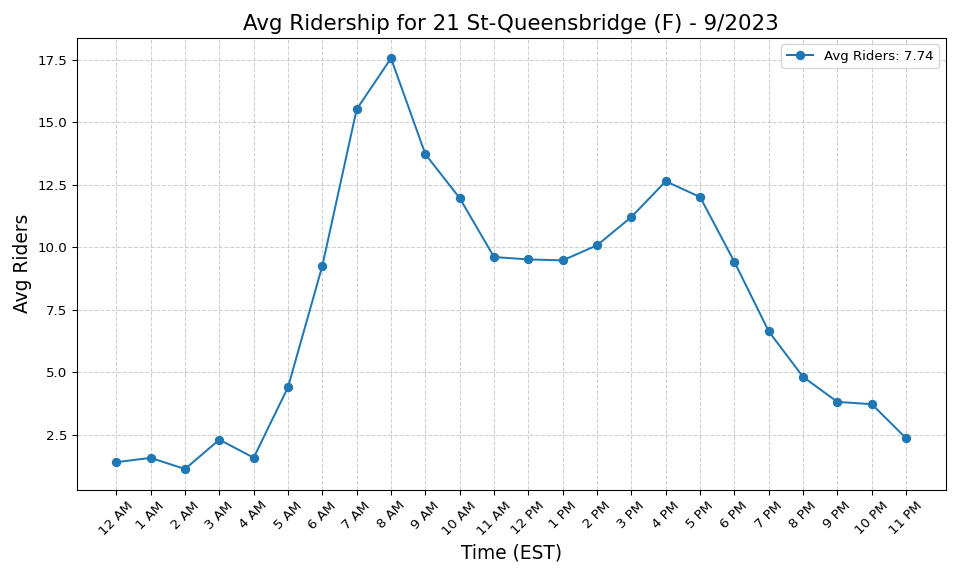 Avg Ridership for 21 St-Queensbridge (F) - 9/2023
Avg Riders: 7.74
17.5
15.0
12.5
10.0
7.5
5.0
2.5
Avg Riders
12 AM
1 AM
2 AM
3 AM
4 AM
5 AM
6 AM
7 AM
8 AM
9 AM
10 AM
11 AM
12 PM
1 PM
2 PM
3 PM
4 PM
5 PM
6 PM
7 PM
8 PM
9 PM
10 PM
11 PM
Time (EST)